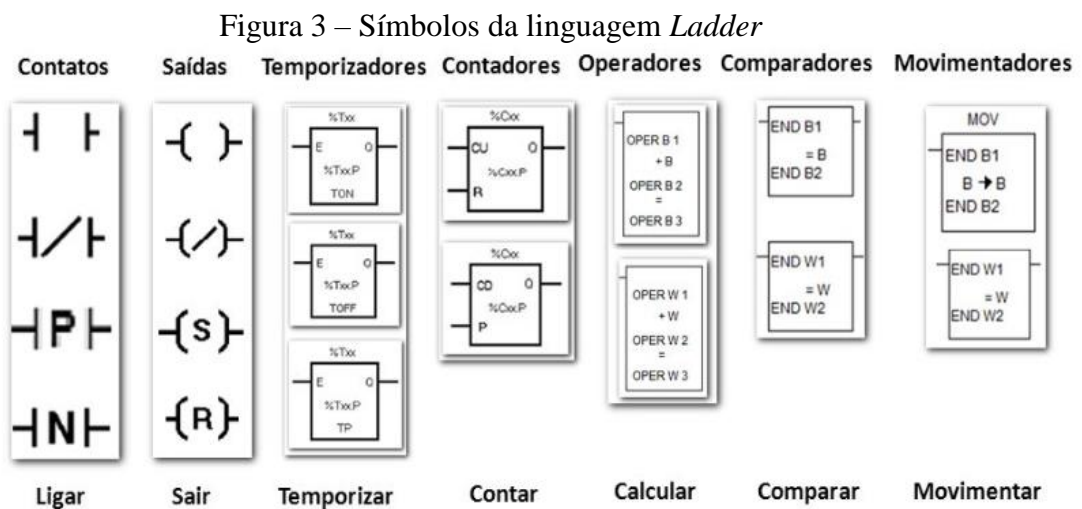 Figura 3 – Símbolos da linguagem Ladder
Contatos Saídas Temporizadores Contadores Operadores Comparadores Movimentadores
P
N
S
R
%Txx
E Q
%Txx.P
TON
%Txx
E Q
%Txx.P
TOFF
%Txx
E Q
%Txx.P
TP
%Cxx
CU Q
%Cxx.P
R
%Cxx
CD Q
%Cxx.P
P
OPER B 1
+ B
OPER B 2
=
OPER B 3
OPER W 1
+ W
OPER W 2
=
OPER W 3
END B1
= B
END B2
END W1
= W
END W2
MOV
END B1
B → B
END B2
END W1
= W
END W2
Ligar Sair Temporizar Contar Calcular Comparar Movimentar